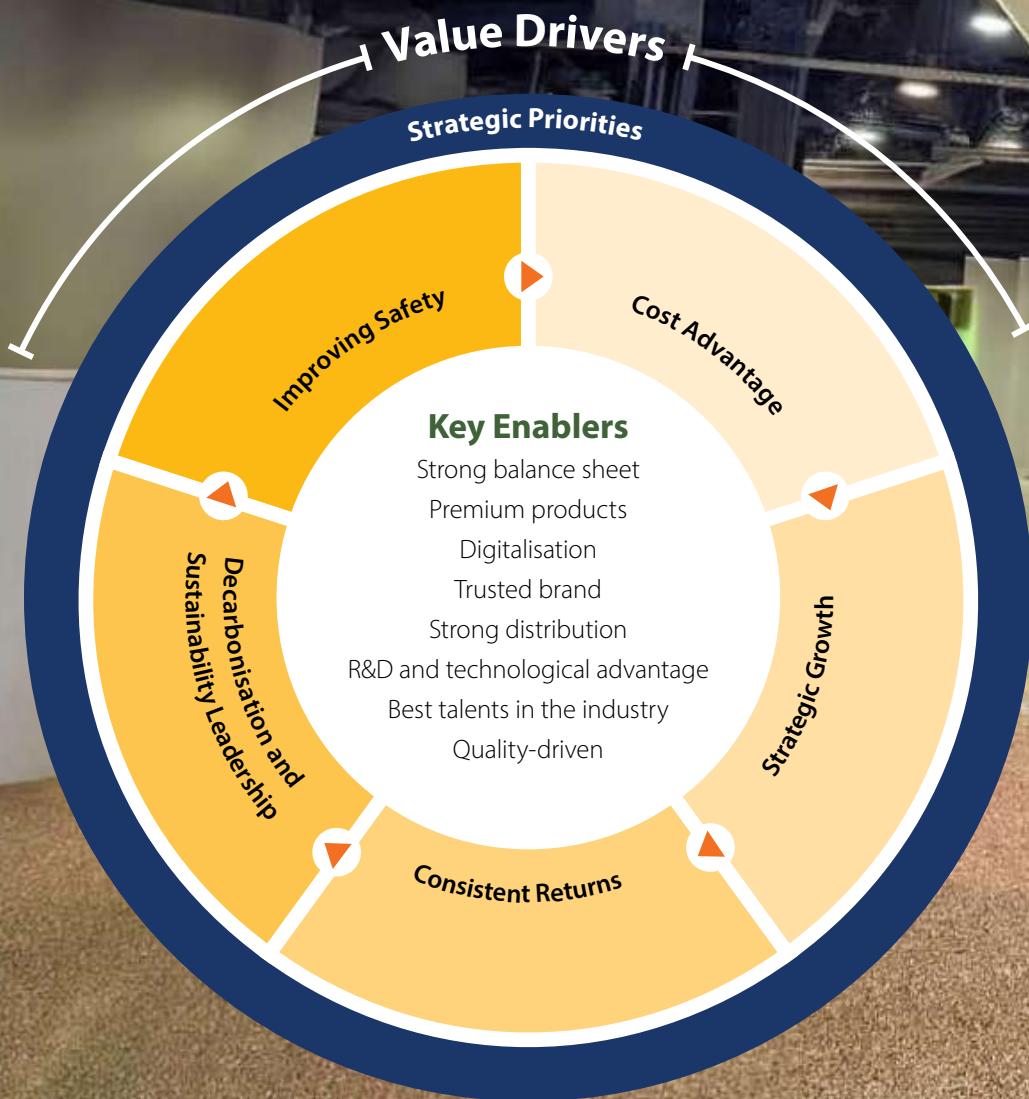 Value Drivers
Strategic Priorities
Improving Safety
Cost Advantage
Strategic Growth
Consistent Returns
Decarbonisation and
Sustainability Leadership
Key Enablers
Strong balance sheet
Premium products
Digitalisation
Trusted brand
Strong distribution
R&D and technological advantage
Best talents in the industry
Quality-driven